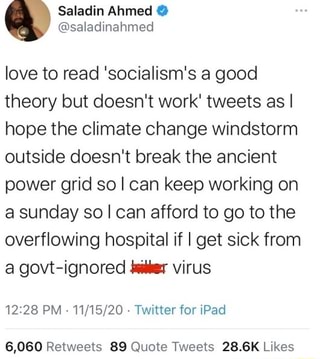 Saladin Ahmed
@saladinahmed
love to read 'socialism's a good
theory but doesn't work' tweets as I
hope the climate change windstorm
outside doesn't break the ancient
power grid so I can keep working on
a sunday so I can afford to go to the
overflowing hospital if I get sick from
a govt-ignored killer virus
12:28 PM · 11/15/20 · Twitter for iPad
6,060 Retweets 89 Quote Tweets 28.6K Likes